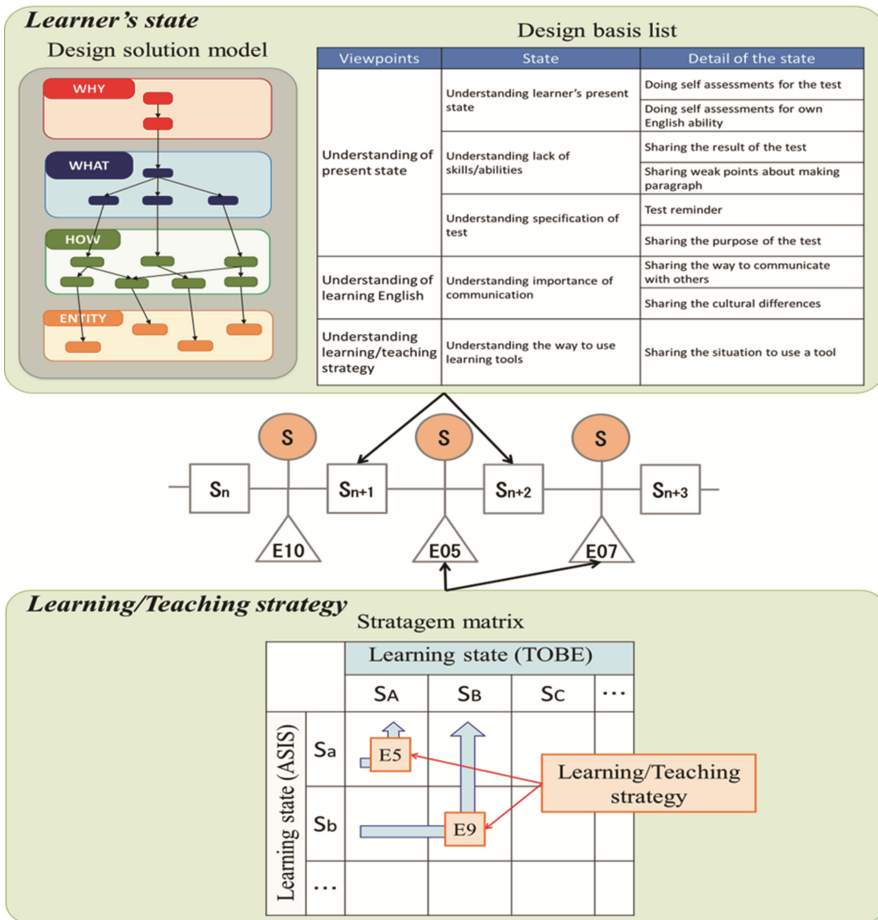 Learner's state
Design solution model
WHY
WHAT
HOW
ENTITY
Design basis list
Viewpoints
State
Detail of the state
Understanding of
present state
Understanding learner's present
state
Doing self assessments for the test
Doing self assessments for own
English ability
Understanding lack of
skills/abilities
Sharing the result of the test
Sharing weak points about making
paragraph
Understanding specification of
test
Test reminder
Sharing the purpose of the test
Understanding of
learning English
Understanding importance of
communication
Sharing the way to communicate
with others
Sharing the cultural differences
Understanding
learning/teaching
strategy
Understanding the way to use
learning tools
Sharing the situation to use a tool
S
S
S
Sn
Sn+1
Sn+2
Sn+3
E10
E05
E07
Learning/Teaching strategy
Stratagem matrix
Learning state (TOBE)
SA
SB
SC
...
Learning state (ASIS)
Sa
E5
Sb
E9
...
Learning/Teaching
strategy